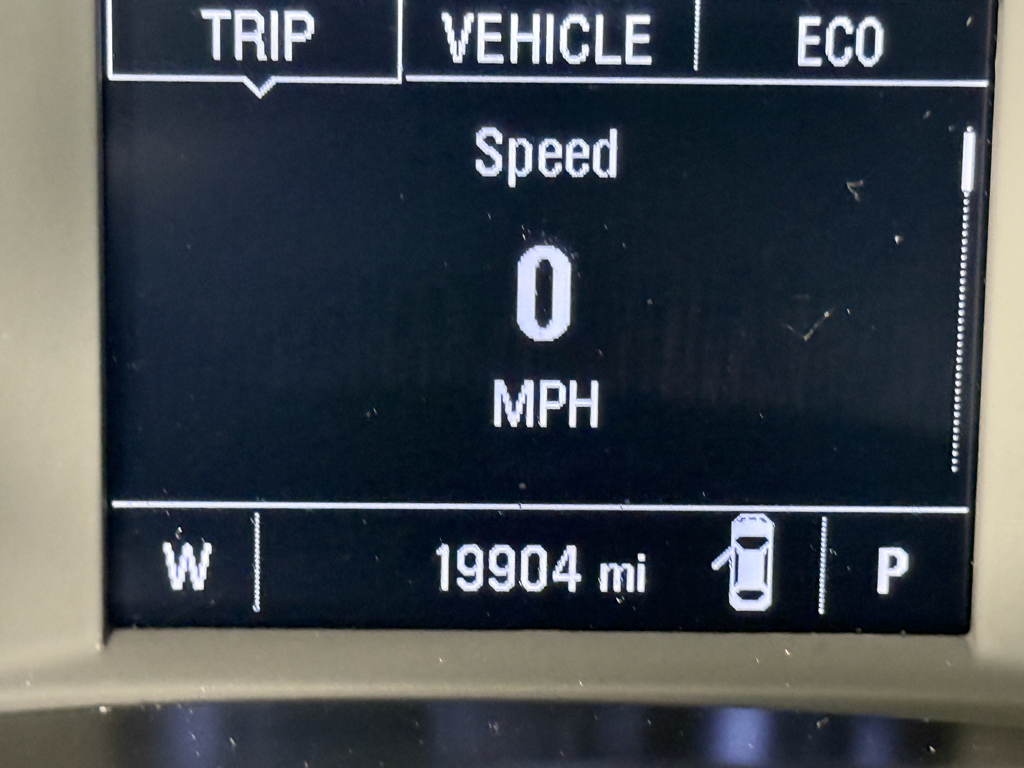 TRIP VEHICLE ECO
Speed
0
MPH
W 19904 mi P